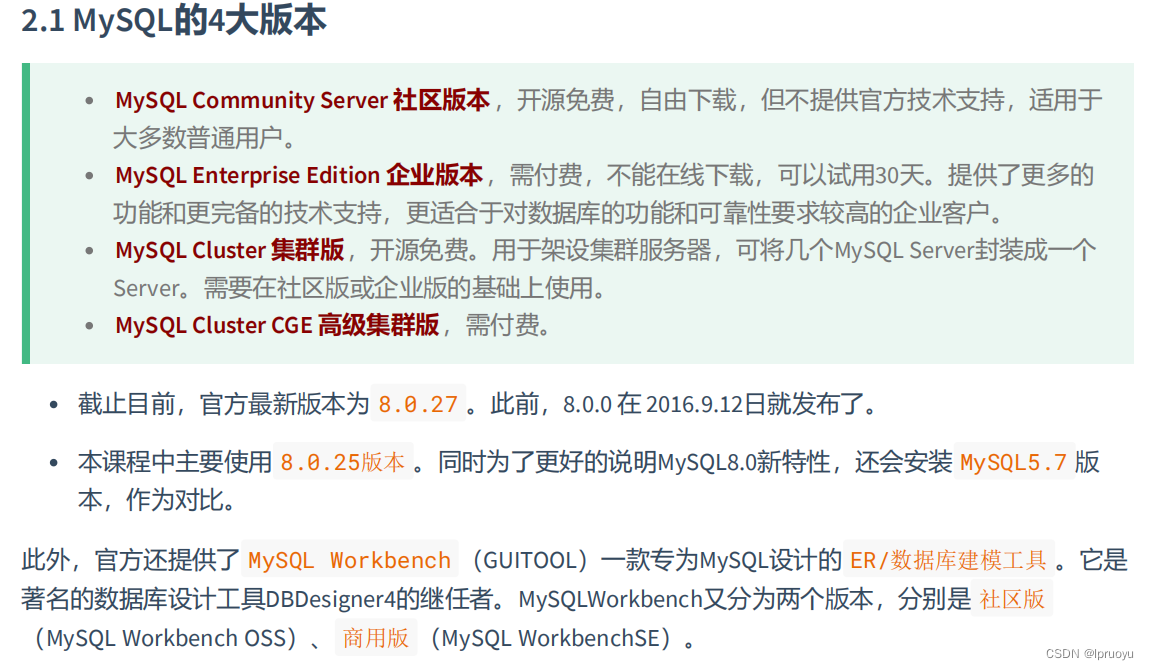 2.1 MySQL的4大版本
MySQL Community Server 社区版本，开源免费，自由下载，但不提供官方技术支持，适用于
大多数普通用户。
MySQL Enterprise Edition 企业版本，需付费，不能在线下载，可以试用30天。提供了更多的
功能和更完备的技术支持，更适合于对数据库的功能和可靠性要求较高的企业客户。
MySQL Cluster 集群版，开源免费。用于架设集群服务器，可将几个MySQL Server封装成一个
Server。需要在社区版或企业版的基础上使用。
MySQL Cluster CGE 高级集群版，需付费。
截止目前，官方最新版本为 8.0.27 。此前，8.0.0 在 2016.9.12日就发布了。
本课程中主要使用 8.0.25版本 。同时为了更好的说明MySQL8.0新特性，还会安装 MySQL5.7 版
本，作为对比。
此外，官方还提供了 MySQL Workbench （GUITOOL）一款专为MySQL设计的 ER/数据库建模工具 。它是
著名的数据库设计工具DBDesigner4的继任者。MySQLWorkbench又分为两个版本，分别是 社区版
（MySQL Workbench OSS）、 商用版 （MySQL WorkbenchSE）。
CSDN @lpruoyu